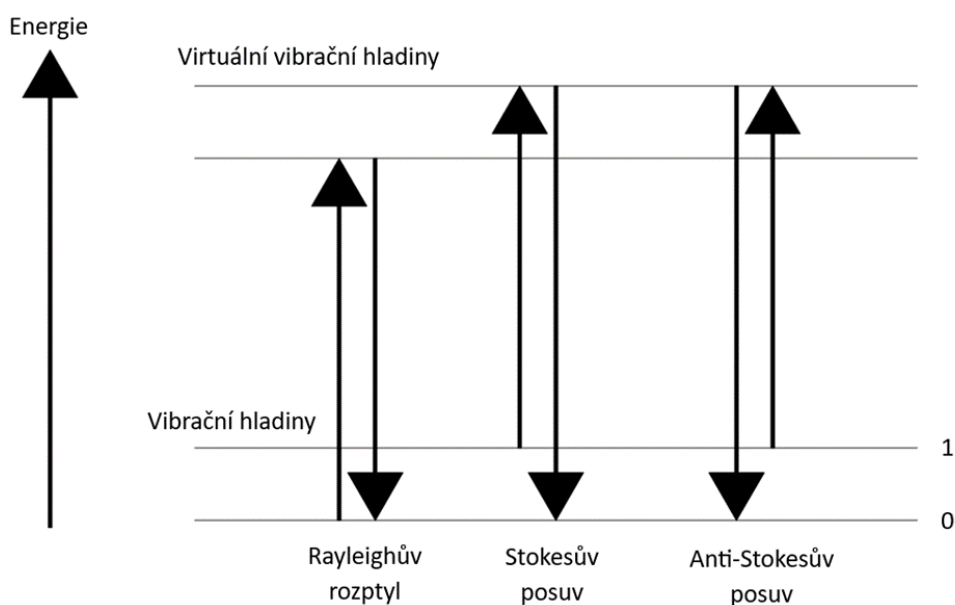 Energie
Virtuální vibrační hladiny
Vibrační hladiny
1
0
Rayleighův
rozptyl
Stokesův
posuv
Anti-Stokesův
posuv